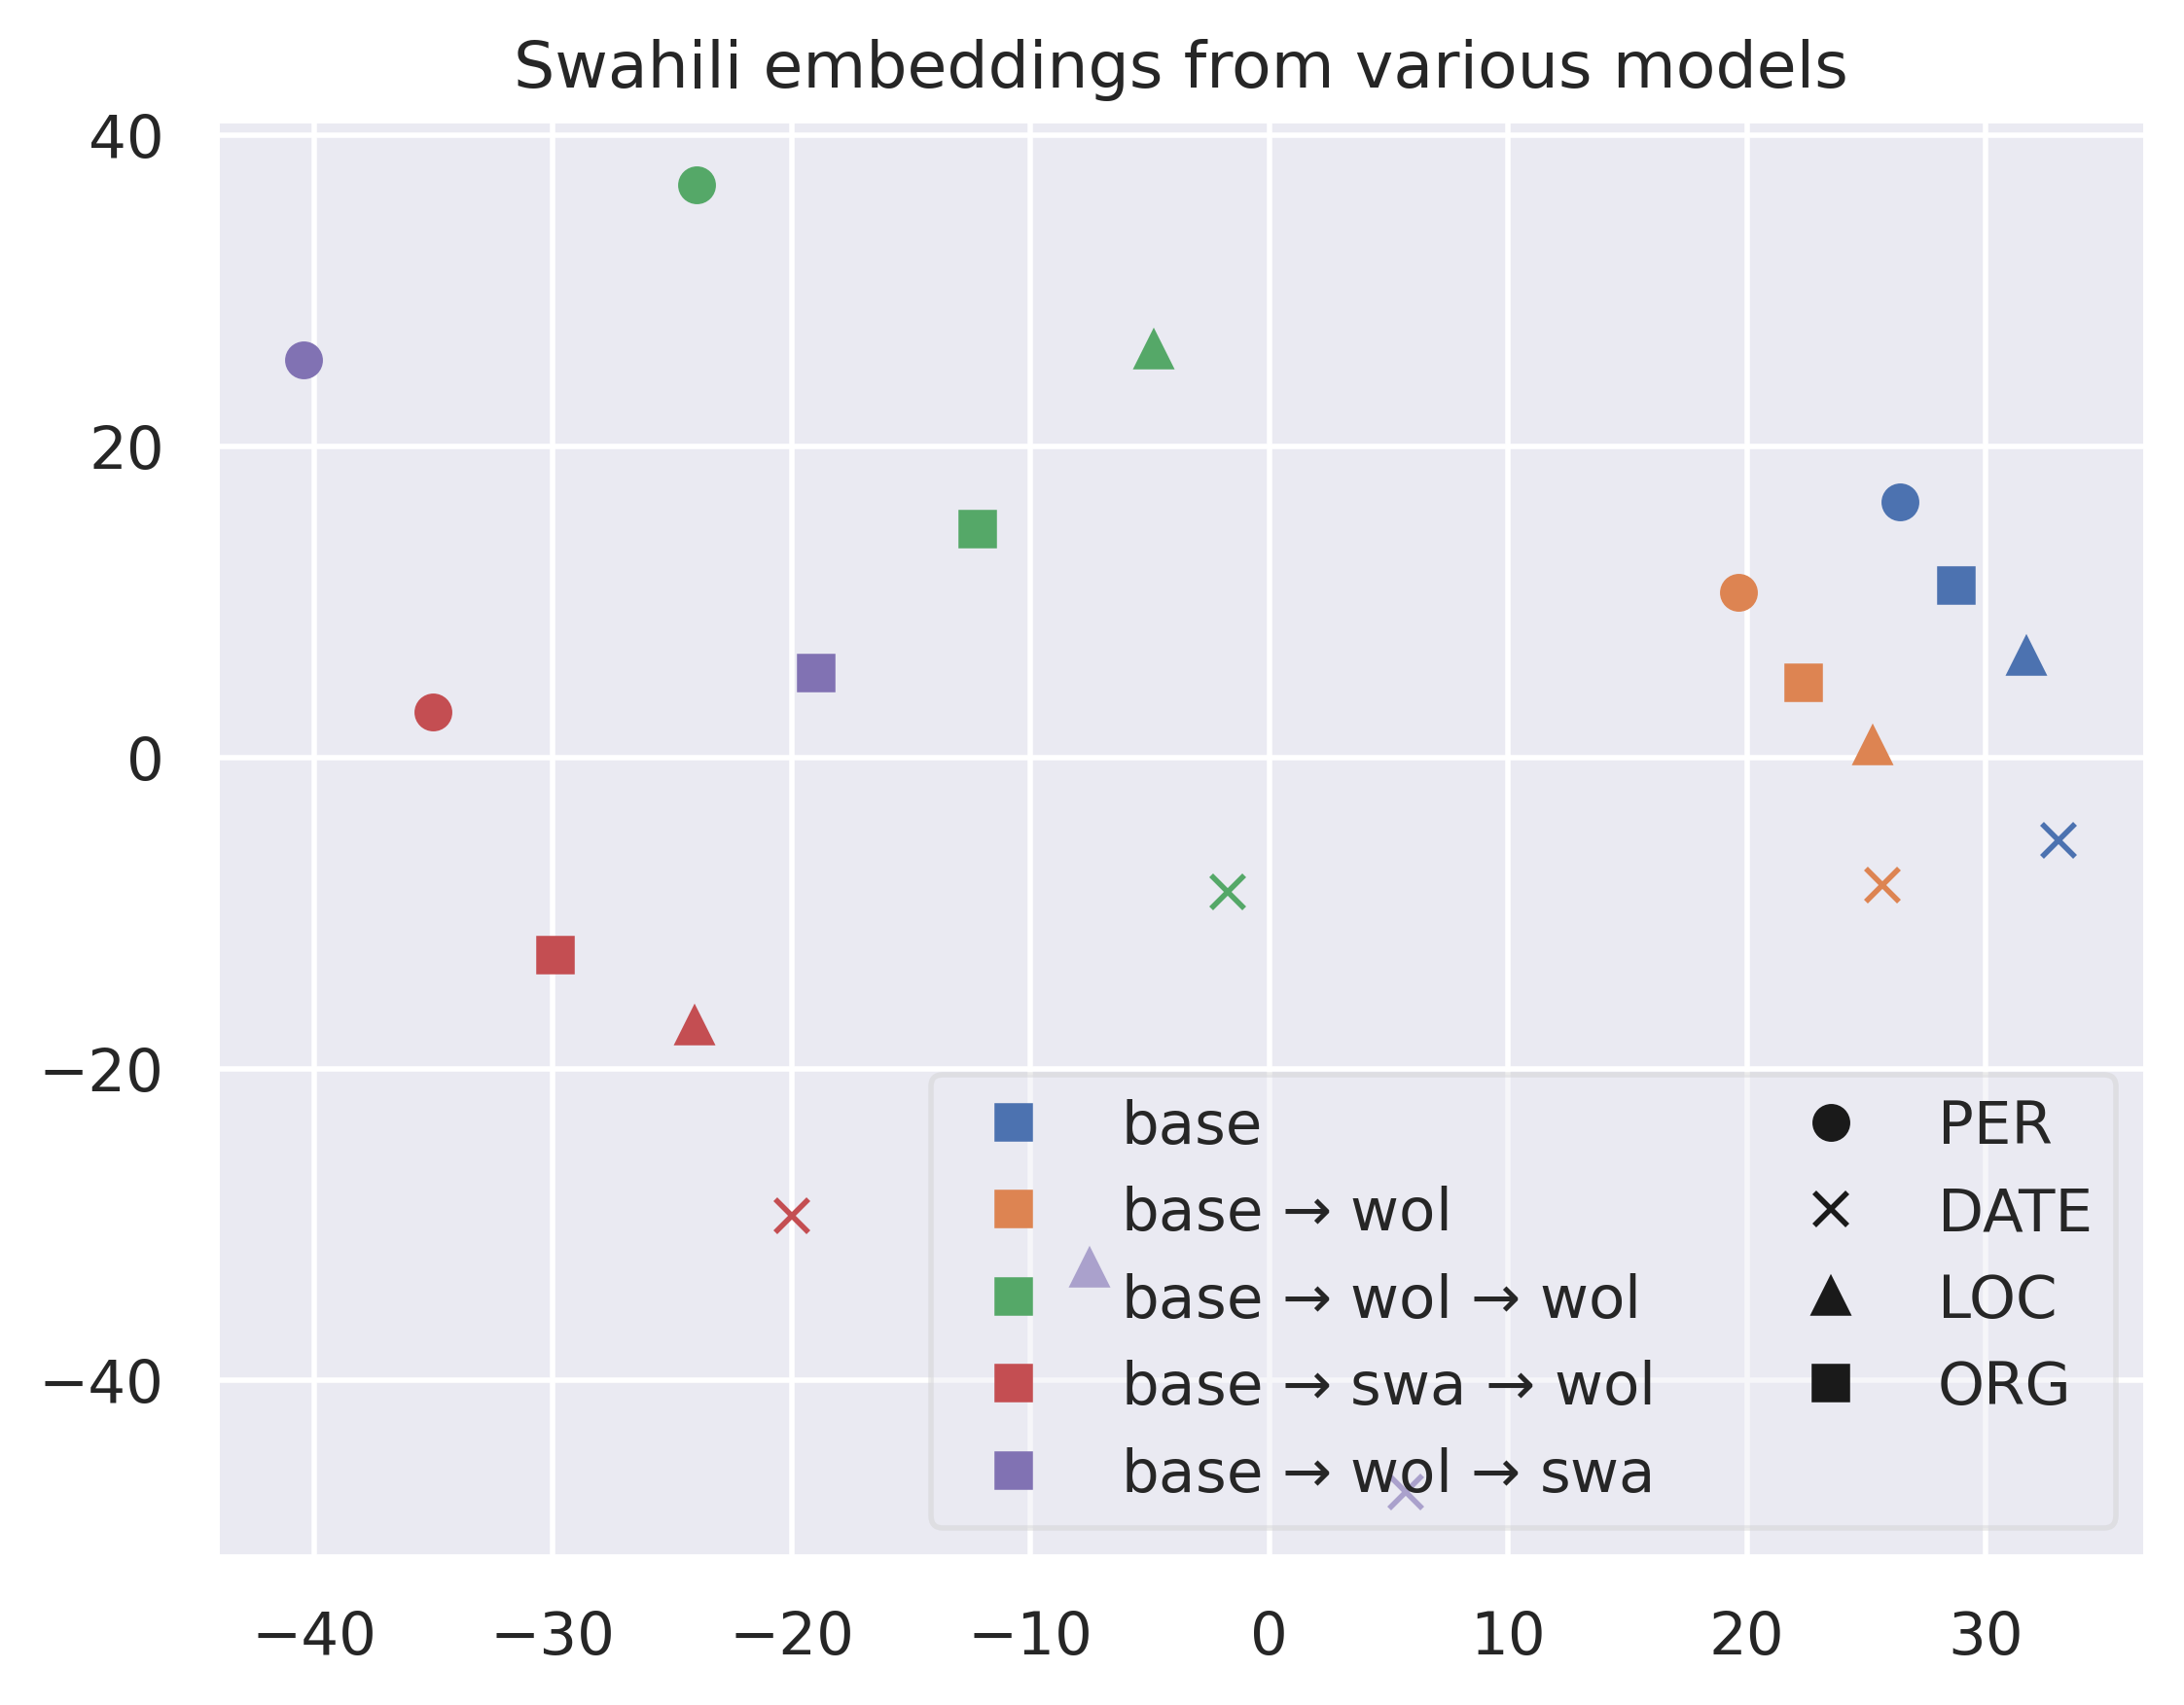 Swahili embeddings from various models
40
20
0
−20
−40
−40 −30 −20 −10 0 10 20 30
base
base → wol
base → wol → wol
base → swa → wol
base → wol → swa
PER
DATE
LOC
ORG